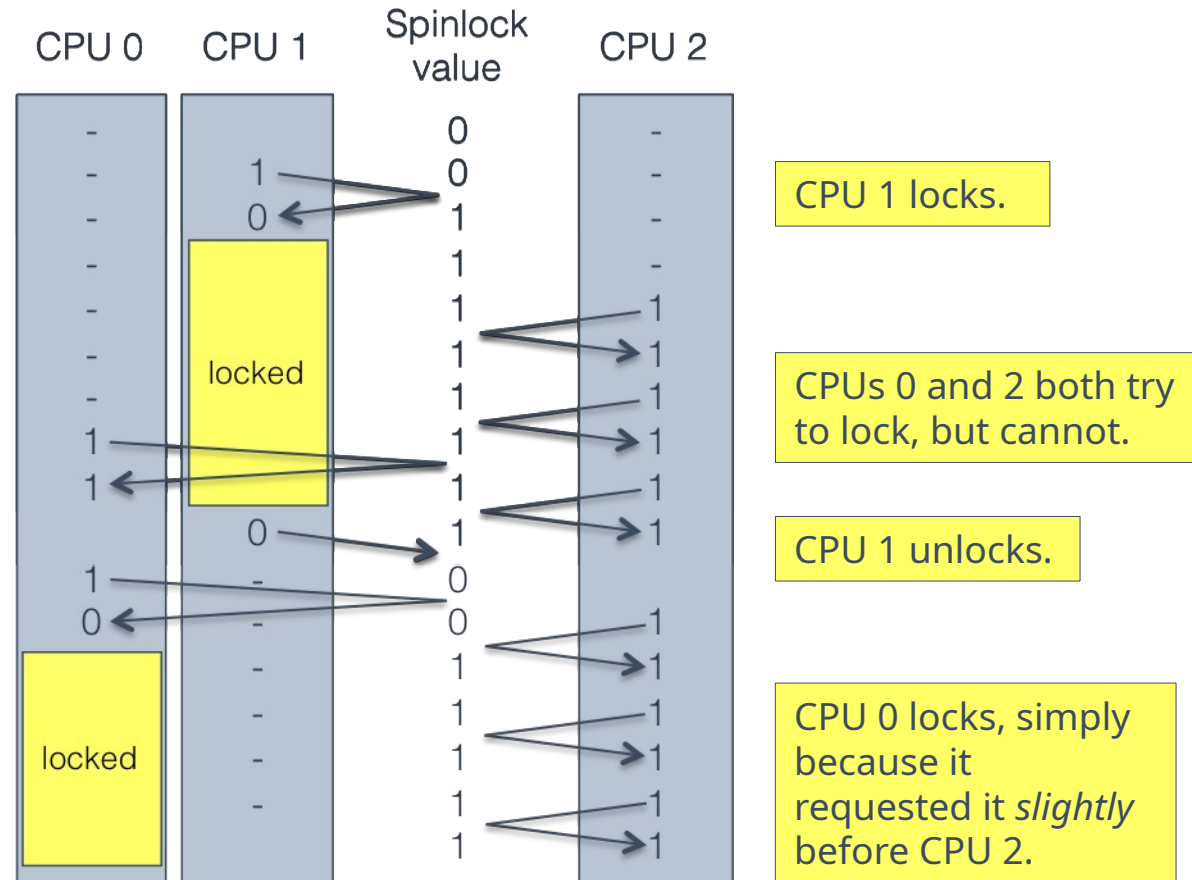 CPU 0 CPU 1 Spinlock CPU 2
value
- 0 -
- 1 0 -
- 0 1 -
- 1 -
- 1 1
- 1 1
locked
- 1 1
1 1 1
1 1 1
0 1 1
1 - 0
0 - 0 1
- 1 1
- 1 1
locked - 1 1
- 1 1
1 1
CPU 1 locks.
CPUs 0 and 2 both try
to lock, but cannot.
CPU 1 unlocks.
CPU 0 locks, simply
because it
requested it slightly
before CPU 2.